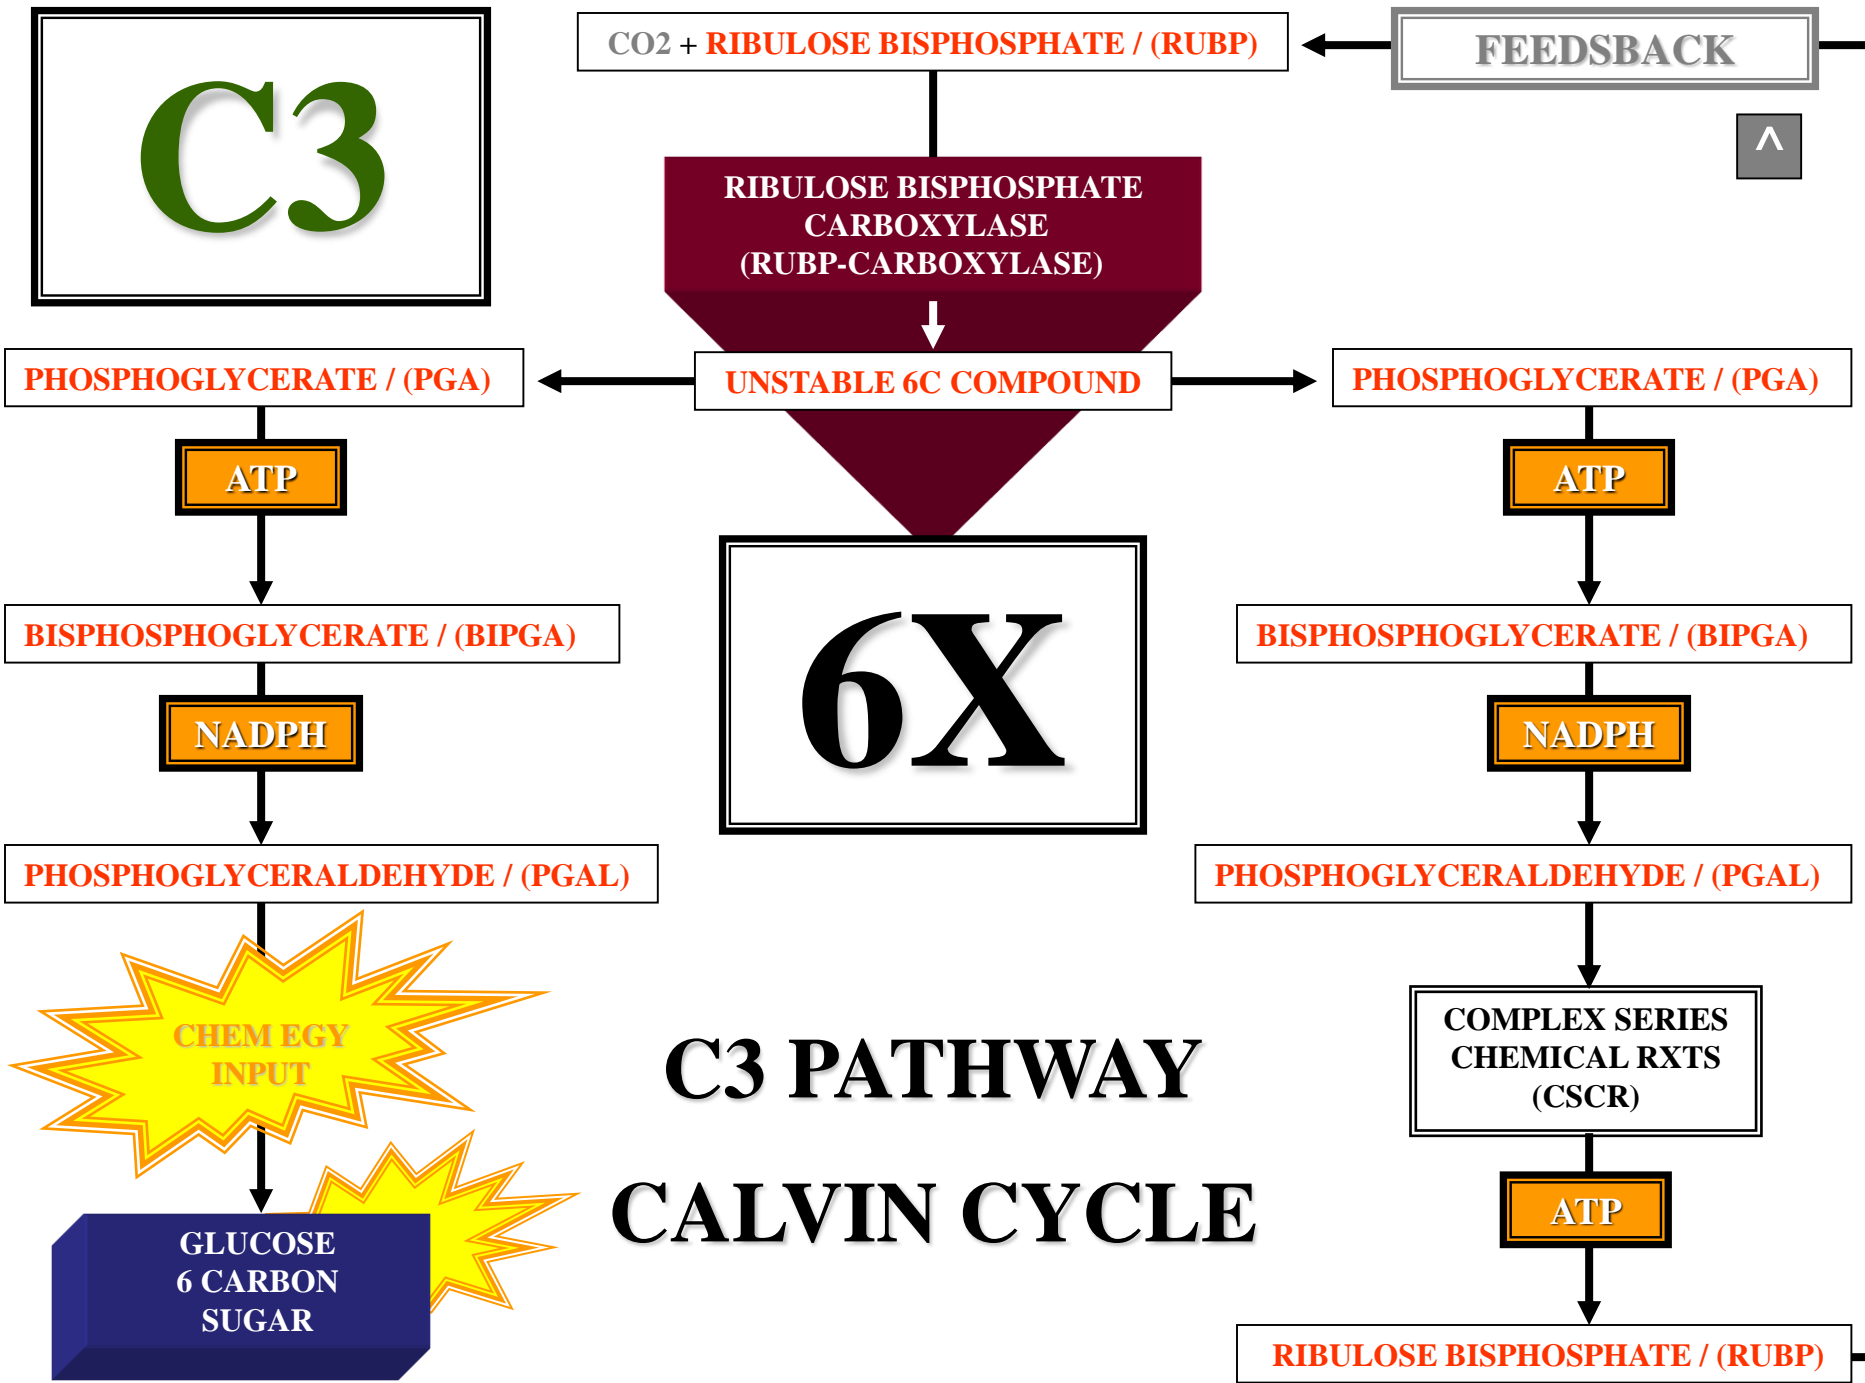 C3
CO2 + RIBULOSE BISPHOSPHATE / (RUBP)
FEEDSBACK
^
RIBULOSE BISPHOSPHATE
CARBOXYLASE
(RUBP-CARBOXYLASE)
PHOSPHOGLYCERATE / (PGA)
UNSTABLE 6C COMPOUND
PHOSPHOGLYCERATE / (PGA)
ATP
ATP
6X
BISPHOSPHOGLYCERATE / (BIPGA)
BISPHOSPHOGLYCERATE / (BIPGA)
NADPH
NADPH
PHOSPHOGLYCERALDEHYDE / (PGAL)
PHOSPHOGLYCERALDEHYDE / (PGAL)
CHEM EGY
INPUT
C3 PATHWAY
CALVIN CYCLE
COMPLEX SERIES
CHEMICAL RXTS
(CSCR)
ATP
GLUCOSE
6 CARBON
SUGAR
RIBULOSE BISPHOSPHATE / (RUBP)